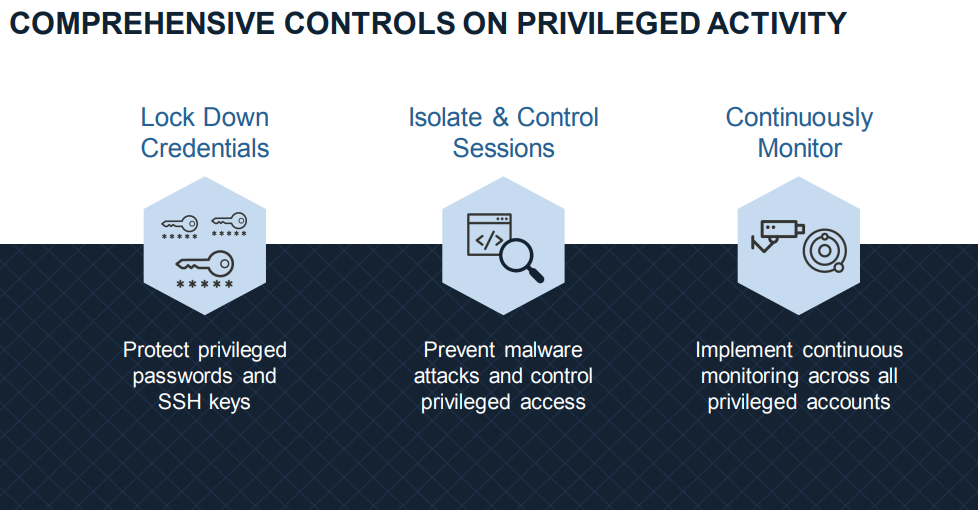 COMPREHENSIVE CONTROLS ON PRIVILEGED ACTIVITY
Lock Down
Credentials
*****
*****
*****
Protect privileged
passwords and
SSH keys
Isolate & Control
Sessions
</>
Prevent malware
attacks and control
privileged access
Continuously
Monitor
Implement continuous
monitoring across all
privileged accounts